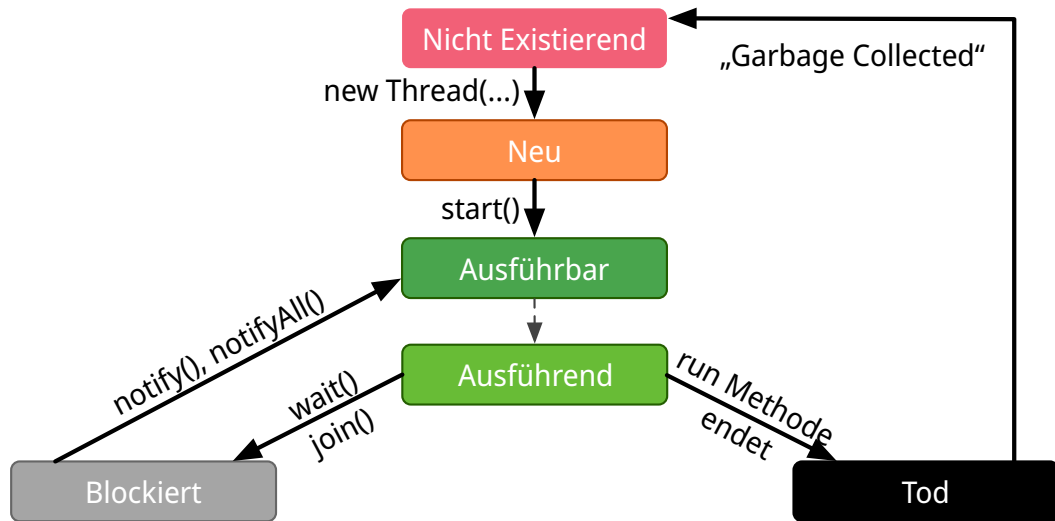 Nicht Existierend
„Garbage Collected“
new Thread(...)
Neu
start()
Ausführbar
notify(), notifyAll()
Ausführend
wait()
join()
run Methode
endet
Blockiert
Tod